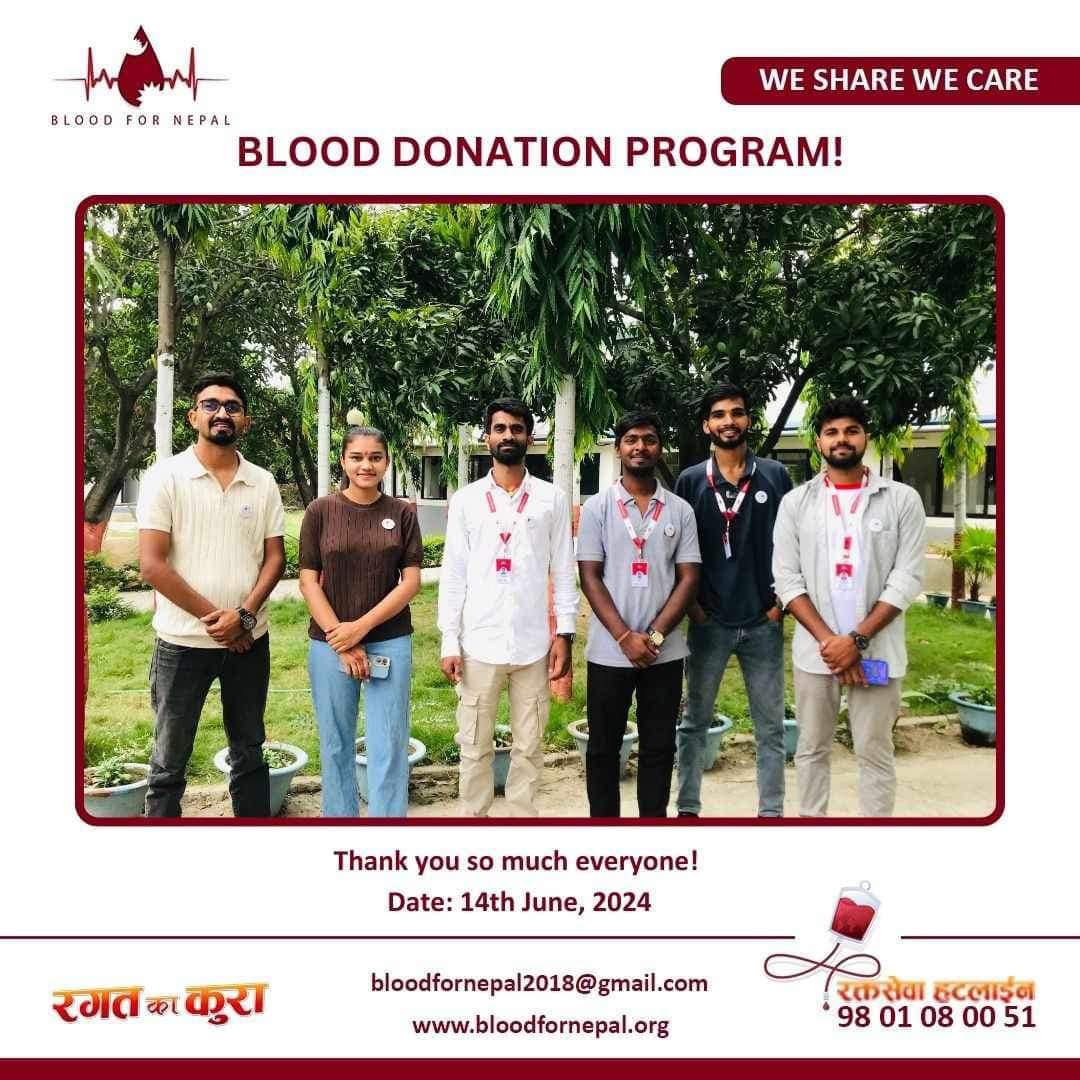 BLOOD FOR NEPAL
WE SHARE WE CARE
BLOOD DONATION PROGRAM!
Thank you so much everyone!
Date: 14th June, 2024
रगत का कुरा
bloodfornepal2018@gmail.com
www.bloodfornepal.org
रक्तसेवा हटलाईन
98 01 08 00 51